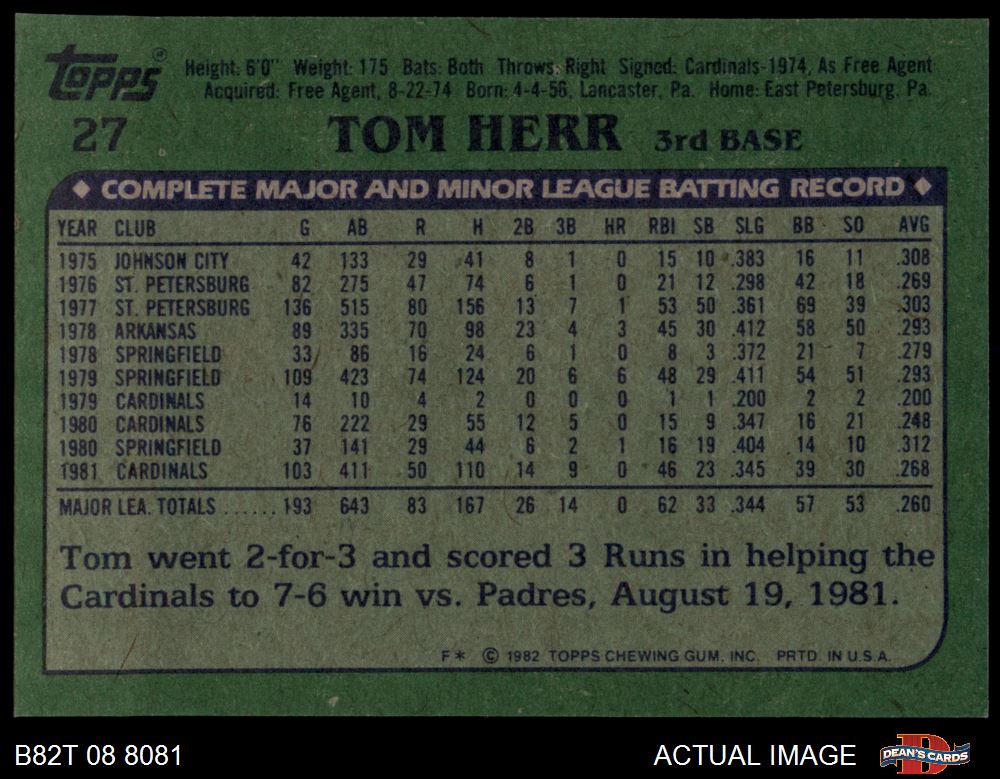 Topps®
Height: 6'0" Weight: 175 Bats: Both Throws: Right Signed: Cardinals-1974, As Free Agent
Acquired: Free Agent, 8-22-74 Born: 4-4-56, Lancaster, Pa. Home: East Petersburg, Pa.
27 TOM HERR 3rd BASE
◆ COMPLETE MAJOR AND MINOR LEAGUE BATTING RECORD ◆
YEAR CLUB G AB R H 2B 3B HR RBI SB SLG BB SO AVG
1975 JOHNSON CITY 42 133 29 41 8 1 0 15 10 .383 16 11 .308
1976 ST. PETERSBURG 82 275 47 74 6 1 0 21 12 .298 42 18 .269
1977 ST. PETERSBURG 136 515 80 156 13 7 1 53 50 .361 69 39 .303
1978 ARKANSAS 89 335 70 98 23 4 3 45 30 .412 58 50 .293
1978 SPRINGFIELD 33 86 16 24 6 1 0 8 3 .372 21 7 .279
1979 SPRINGFIELD 109 423 74 124 20 6 6 48 29 .411 54 51 .293
1979 CARDINALS 14 10 4 2 0 0 0 1 1 .200 2 2 .200
1980 CARDINALS 76 222 29 55 12 5 0 15 9 .347 16 21 .248
1980 SPRINGFIELD 37 141 29 44 6 2 1 16 19 .404 14 10 .312
1981 CARDINALS 103 411 50 110 14 9 0 46 23 .345 39 30 .268
MAJOR LEA. TOTALS ...... 193 643 83 167 26 14 0 62 33 .344 57 53 .260
Tom went 2-for-3 and scored 3 Runs in helping the
Cardinals to 7-6 win vs. Padres, August 19, 1981.
F* © 1982 TOPPS CHEWING GUM, INC. PRTD. IN U.S.A.
B82T 08 8081 ACTUAL IMAGE DEAN'S CARDS